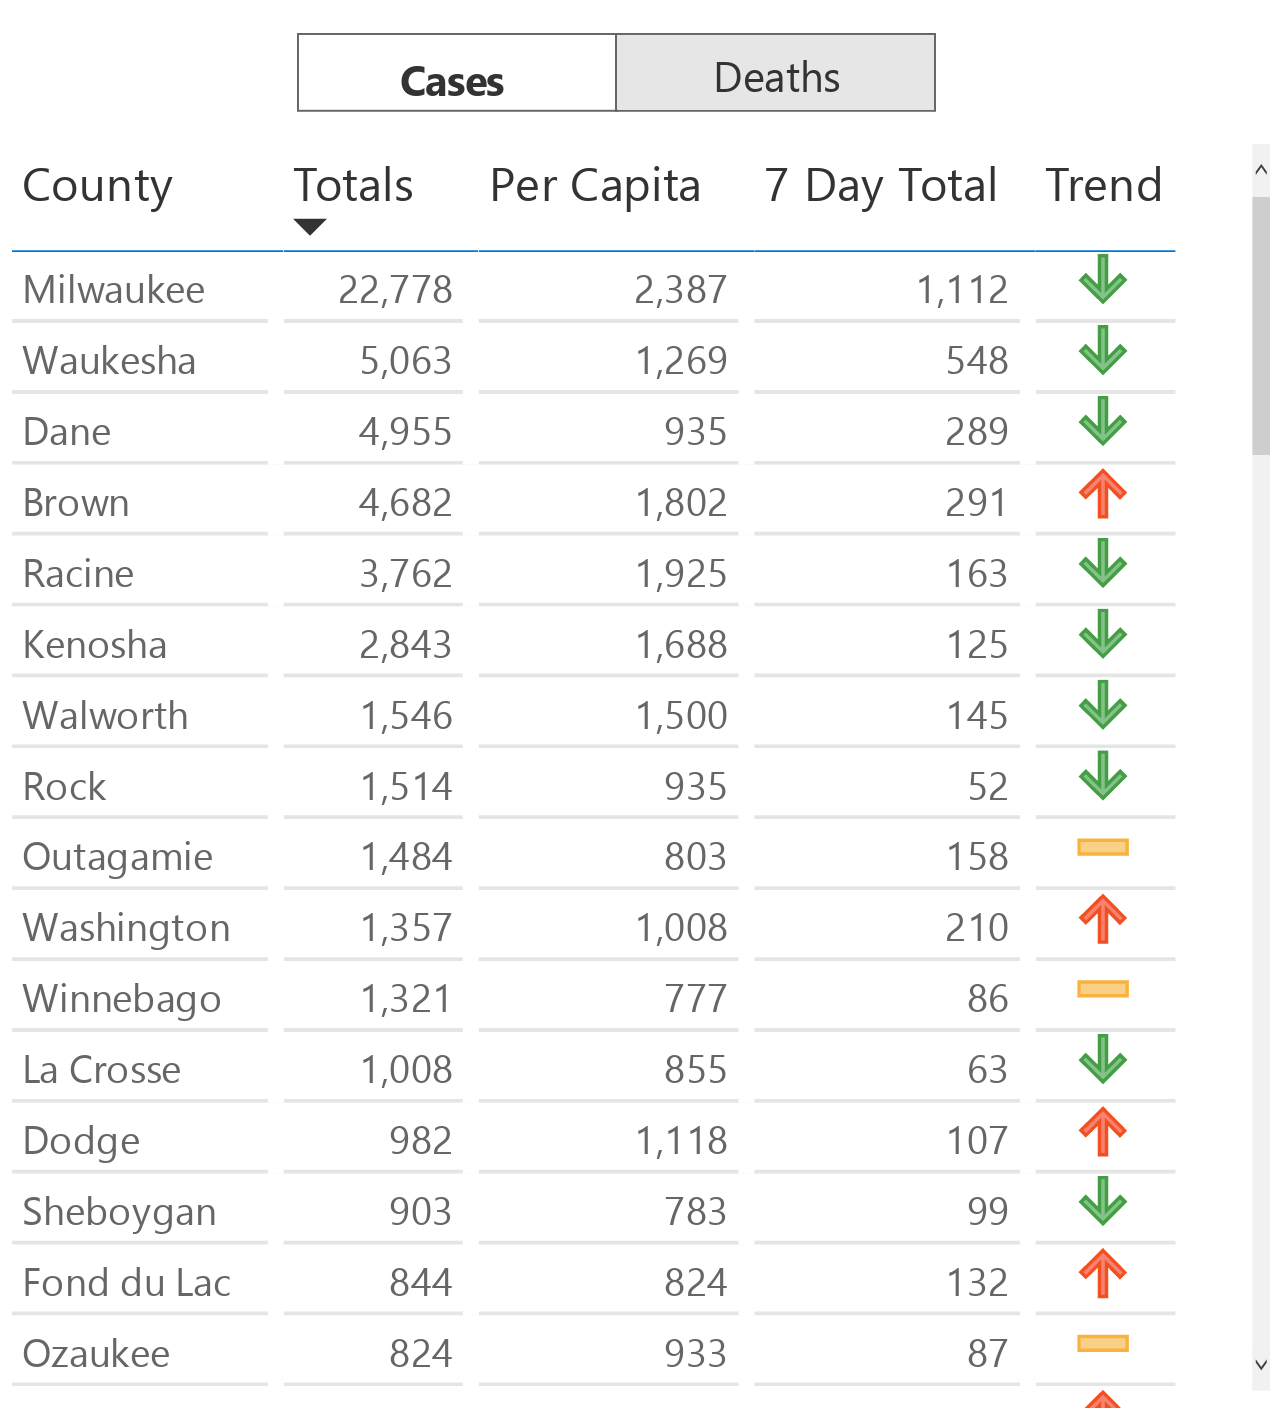 Cases Deaths
County Totals Per Capita 7 Day Total Trend
Milwaukee 22,778 2,387 1,112
Waukesha 5,063 1,269 548
Dane 4,955 935 289
Brown 4,682 1,802 291
Racine 3,762 1,925 163
Kenosha 2,843 1,688 125
Walworth 1,546 1,500 145
Rock 1,514 935 52
Outagamie 1,484 803 158
Washington 1,357 1,008 210
Winnebago 1,321 777 86
La Crosse 1,008 855 63
Dodge 982 1,118 107
Sheboygan 903 783 99
Fond du Lac 844 824 132
Ozaukee 824 933 87